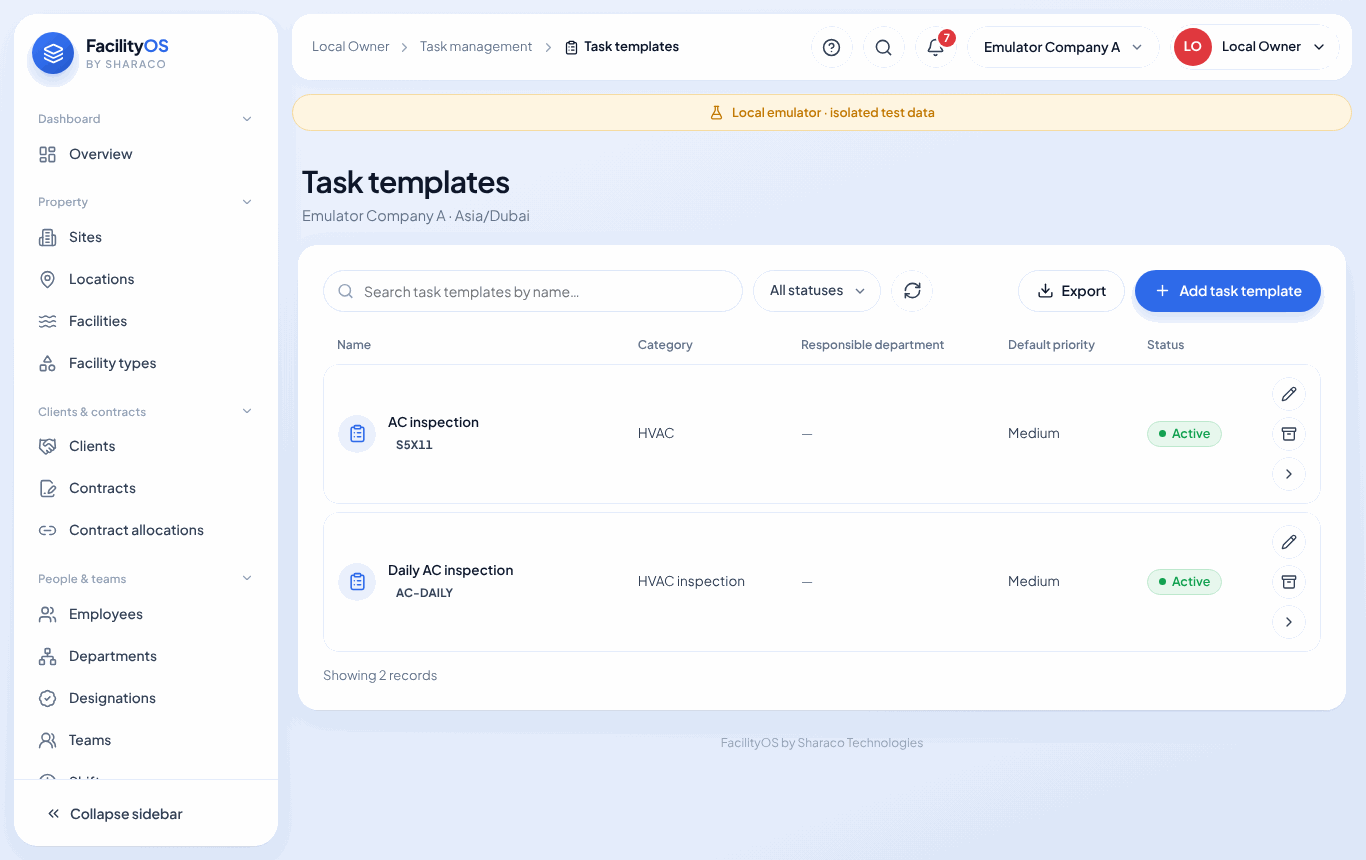 FacilityOS
BY SHARACO
Dashboard
Overview
Property
Sites
Locations
Facilities
Facility types
Clients & contracts
Clients
Contracts
Contract allocations
People & teams
Employees
Departments
Designations
Teams
Collapse sidebar
Local Owner > Task management > Task templates
7
Emulator Company A
LO
Local Owner
Local emulator · isolated test data
Task templates
Emulator Company A · Asia/Dubai
Search task templates by name...
All statuses
Export
+ Add task template
Name Category Responsible department Default priority Status
AC inspection
S5X11
HVAC — Medium Active
Daily AC inspection
AC-DAILY
HVAC inspection — Medium Active
Showing 2 records
FacilityOS by Sharaco Technologies